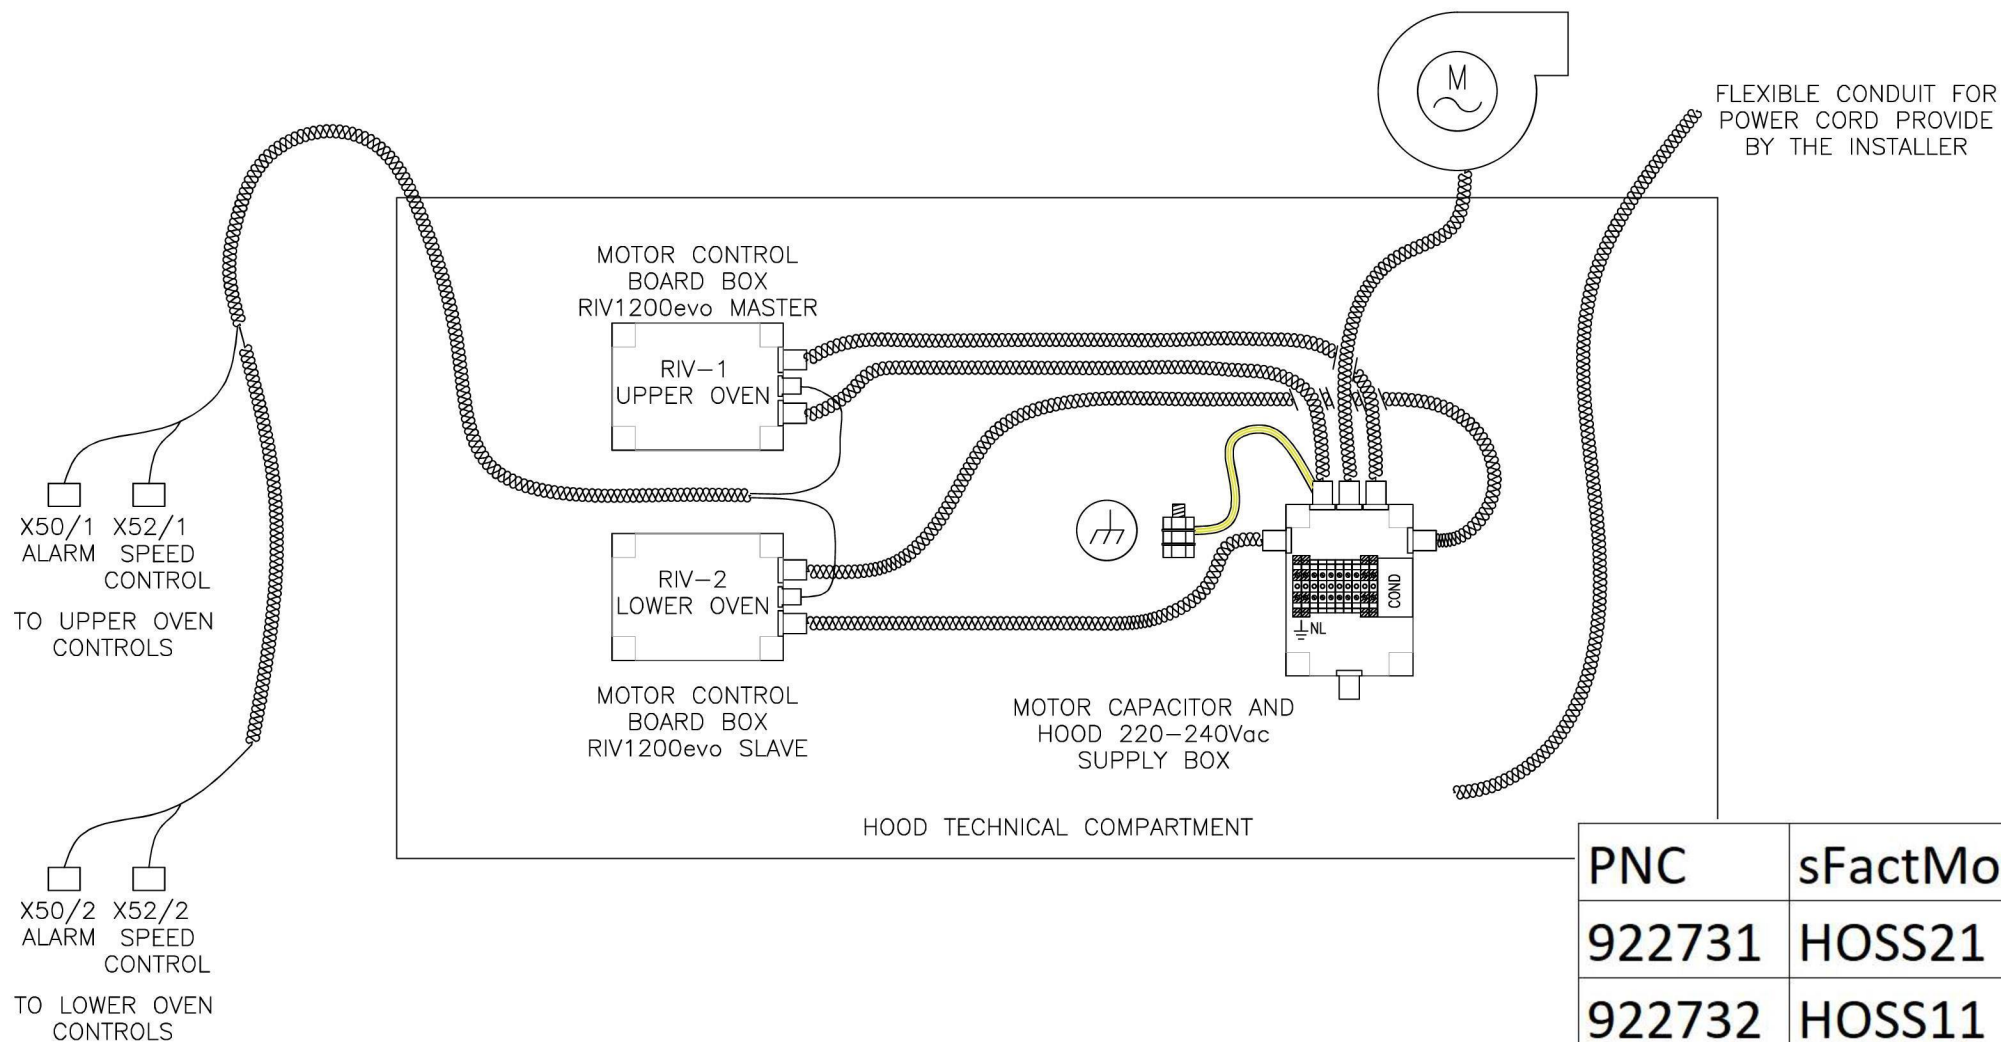 M
FLEXIBLE CONDUIT FOR
POWER CORD PROVIDE
BY THE INSTALLER
MOTOR CONTROL
BOARD BOX
RIV1200evo MASTER
RIV-1
UPPER OVEN
X50/1
ALARM
X52/1
SPEED
CONTROL
TO UPPER OVEN
CONTROLS
RIV-2
LOWER OVEN
COND
NL
MOTOR CONTROL
BOARD BOX
RIV1200evo SLAVE
MOTOR CAPACITOR AND
HOOD 220-240Vac
SUPPLY BOX
HOOD TECHNICAL COMPARTMENT
X50/2
ALARM
X52/2
SPEED
CONTROL
TO LOWER OVEN
CONTROLS
PNC sFactMo
922731 HOSS21
922732 HOSS11